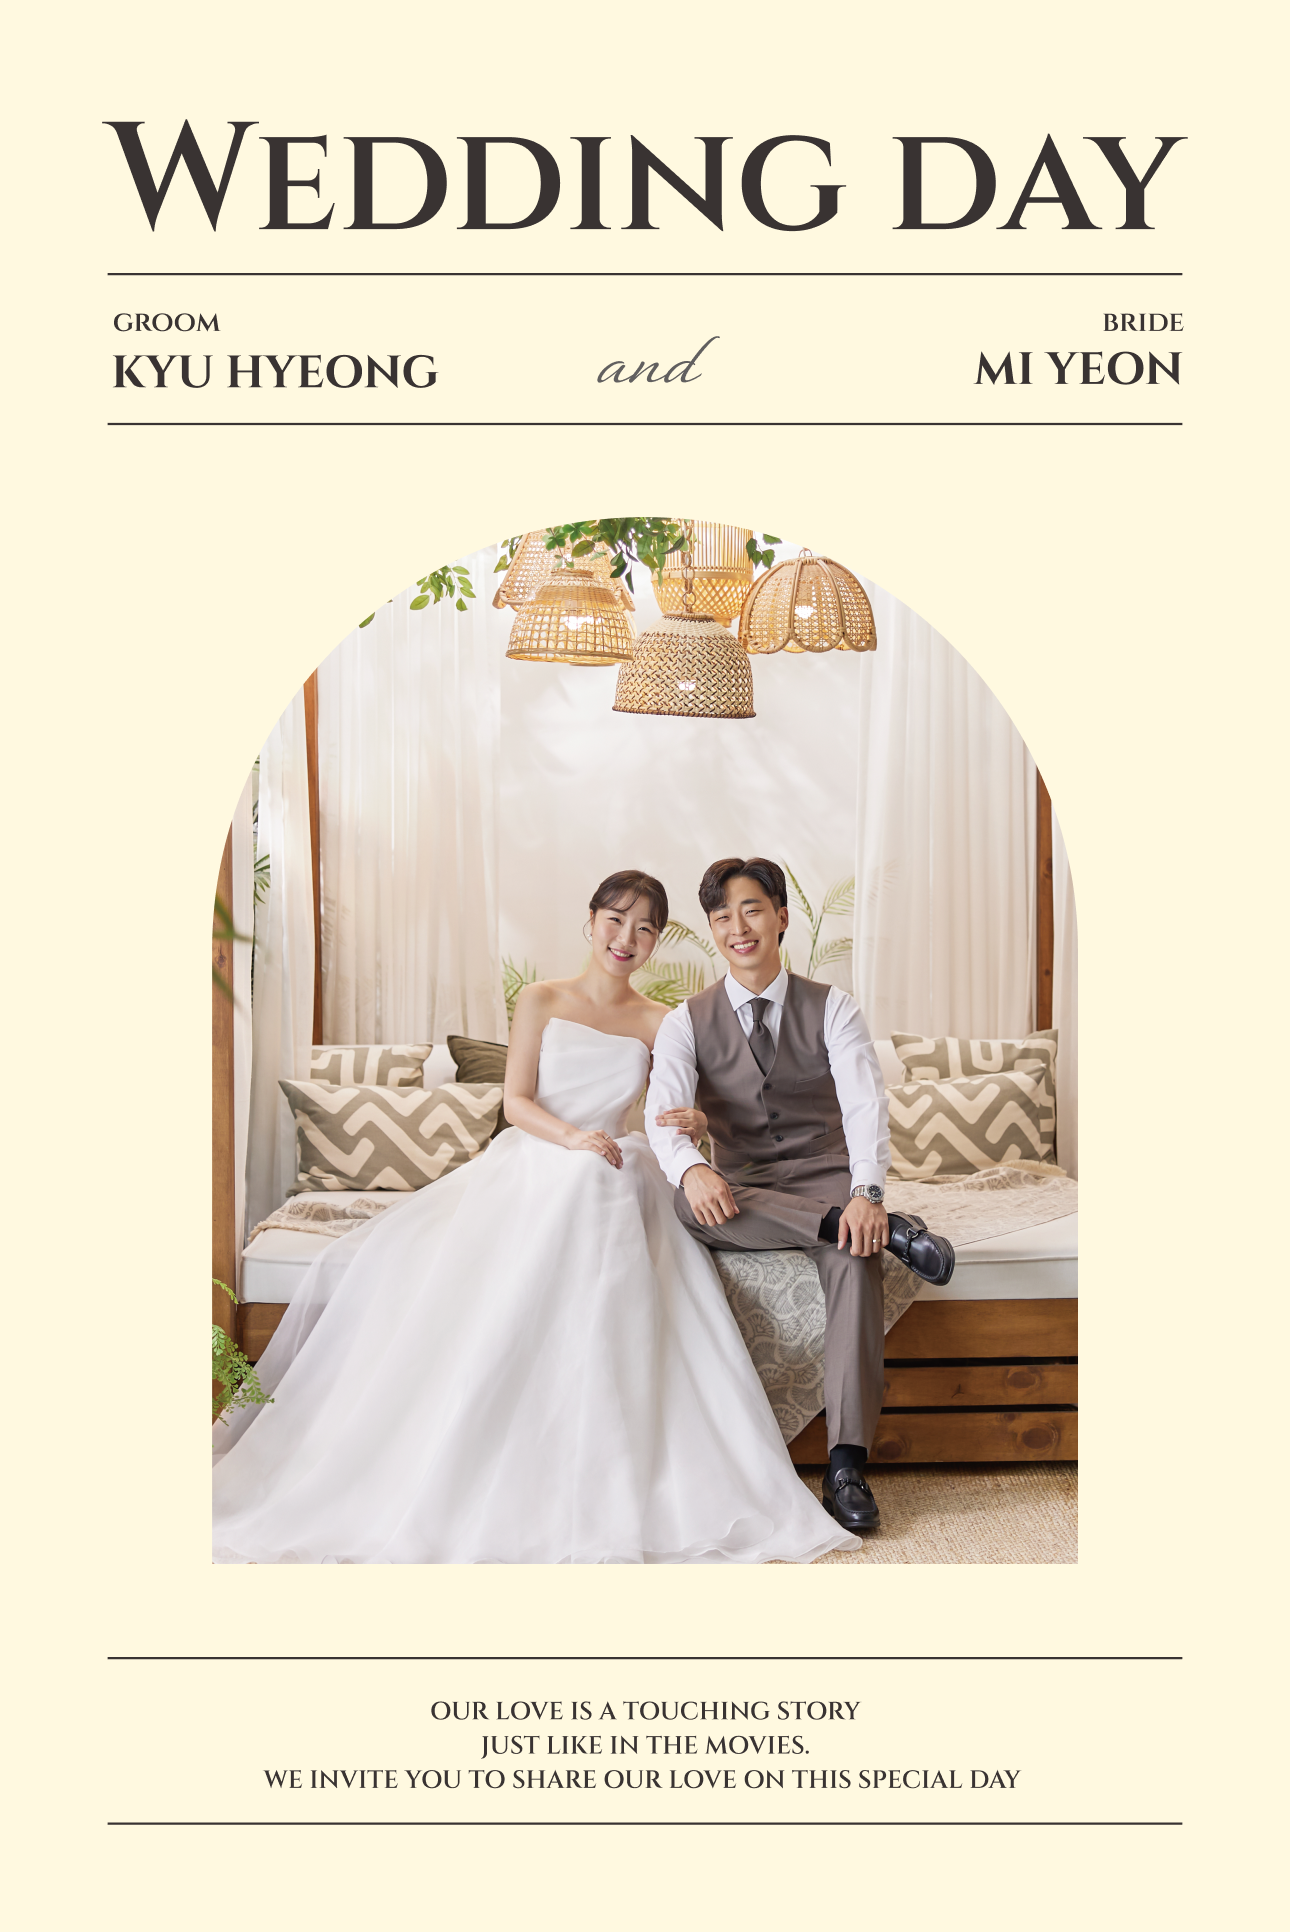 WEDDING DAY
GROOM
BRIDE
KYU HYEONG and MI YEON
OUR LOVE IS A TOUCHING STORY
JUST LIKE IN THE MOVIES.
WE INVITE YOU TO SHARE OUR LOVE ON THIS SPECIAL DAY